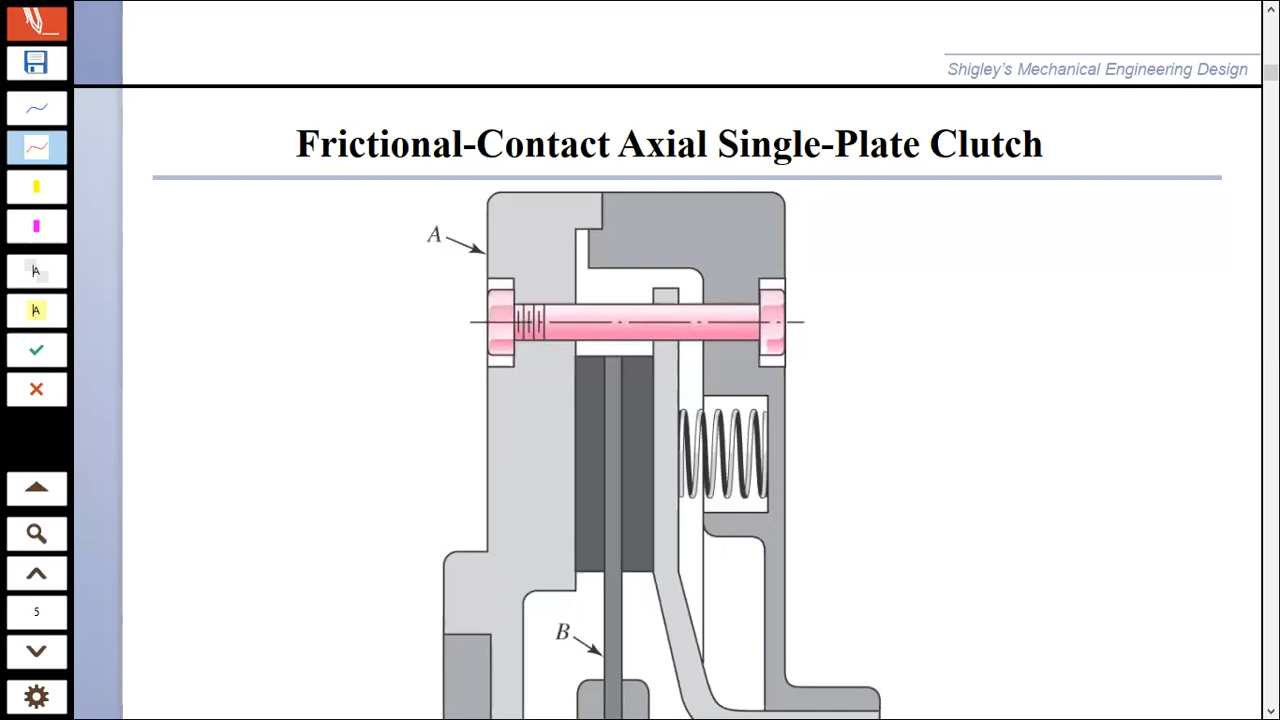 Shigley's Mechanical Engineering Design
Frictional-Contact Axial Single-Plate Clutch
A
B
A
A
5